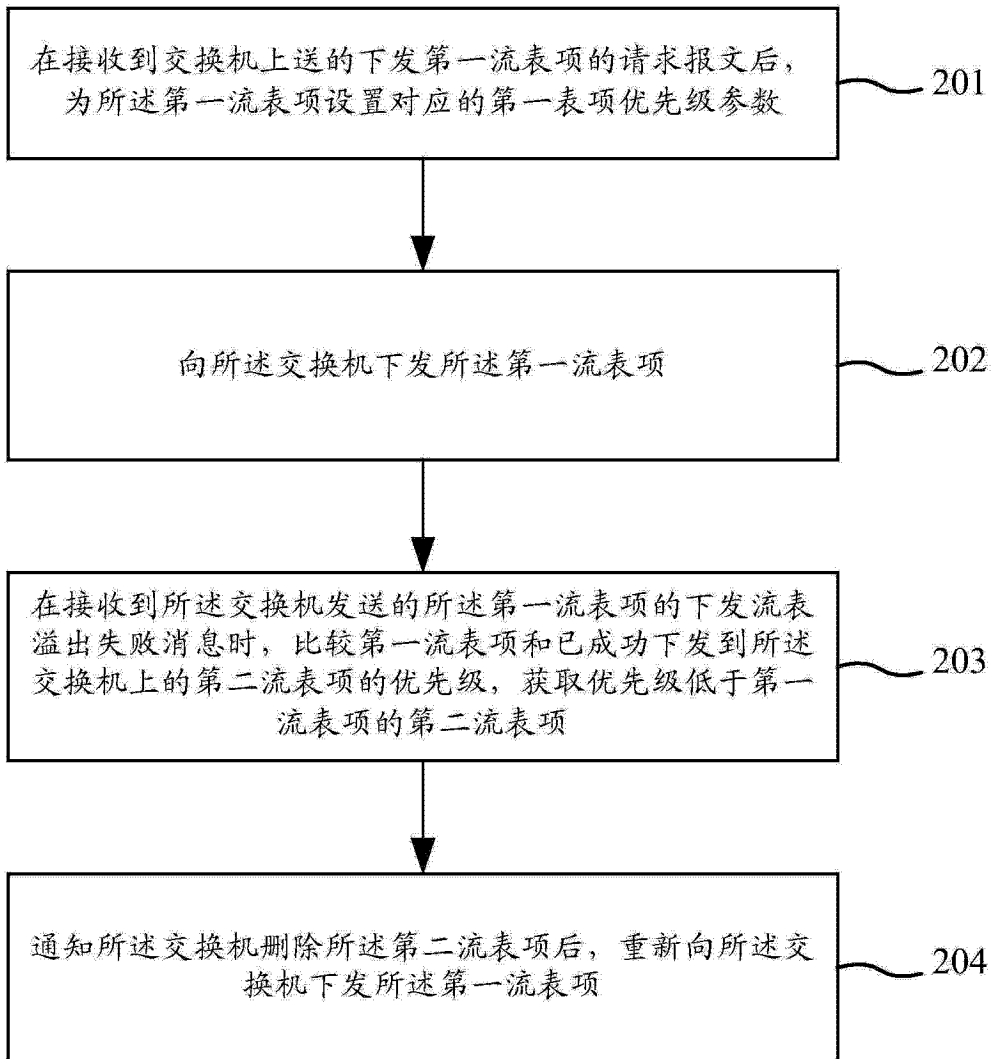 在接收到交换机上送的下发第一流表项的请求报文后，
为所述第一流表项设置对应的第一表项优先级参数
201
向所述交换机下发所述第一流表项
202
在接收到所述交换机发送的所述第一流表项的下发流表
溢出失败消息时，比较第一流表项和已成功下发到所述
交换机上的第二流表项的优先级，获取优先级低于第一
流表项的第二流表项
203
通知所述交换机删除所述第二流表项后，重新向所述交
换机下发所述第一流表项
204